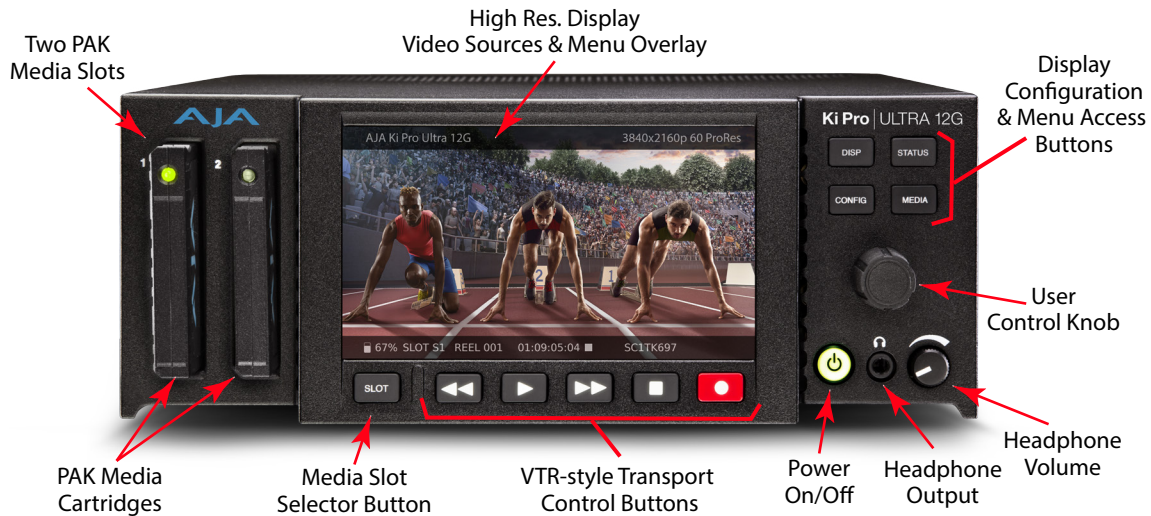 High Res. Display
Video Sources & Menu Overlay
Two PAK
Media Slots
Display
Configuration
& Menu Access
Buttons
AJA
1
2
AJA Ki Pro Ultra 12G
3840x2160p 60 ProRes
Ki Pro | ULTRA 12G
DISP
STATUS
CONFIG
MEDIA
2
1
67% SLOT S1 REEL 001 01:09:05:04 SC1TK697
SLOT
User
Control Knob
PAK Media
Cartridges
Media Slot
Selector Button
VTR-style Transport
Control Buttons
Power
On/Off
Headphone
Output
Headphone
Volume